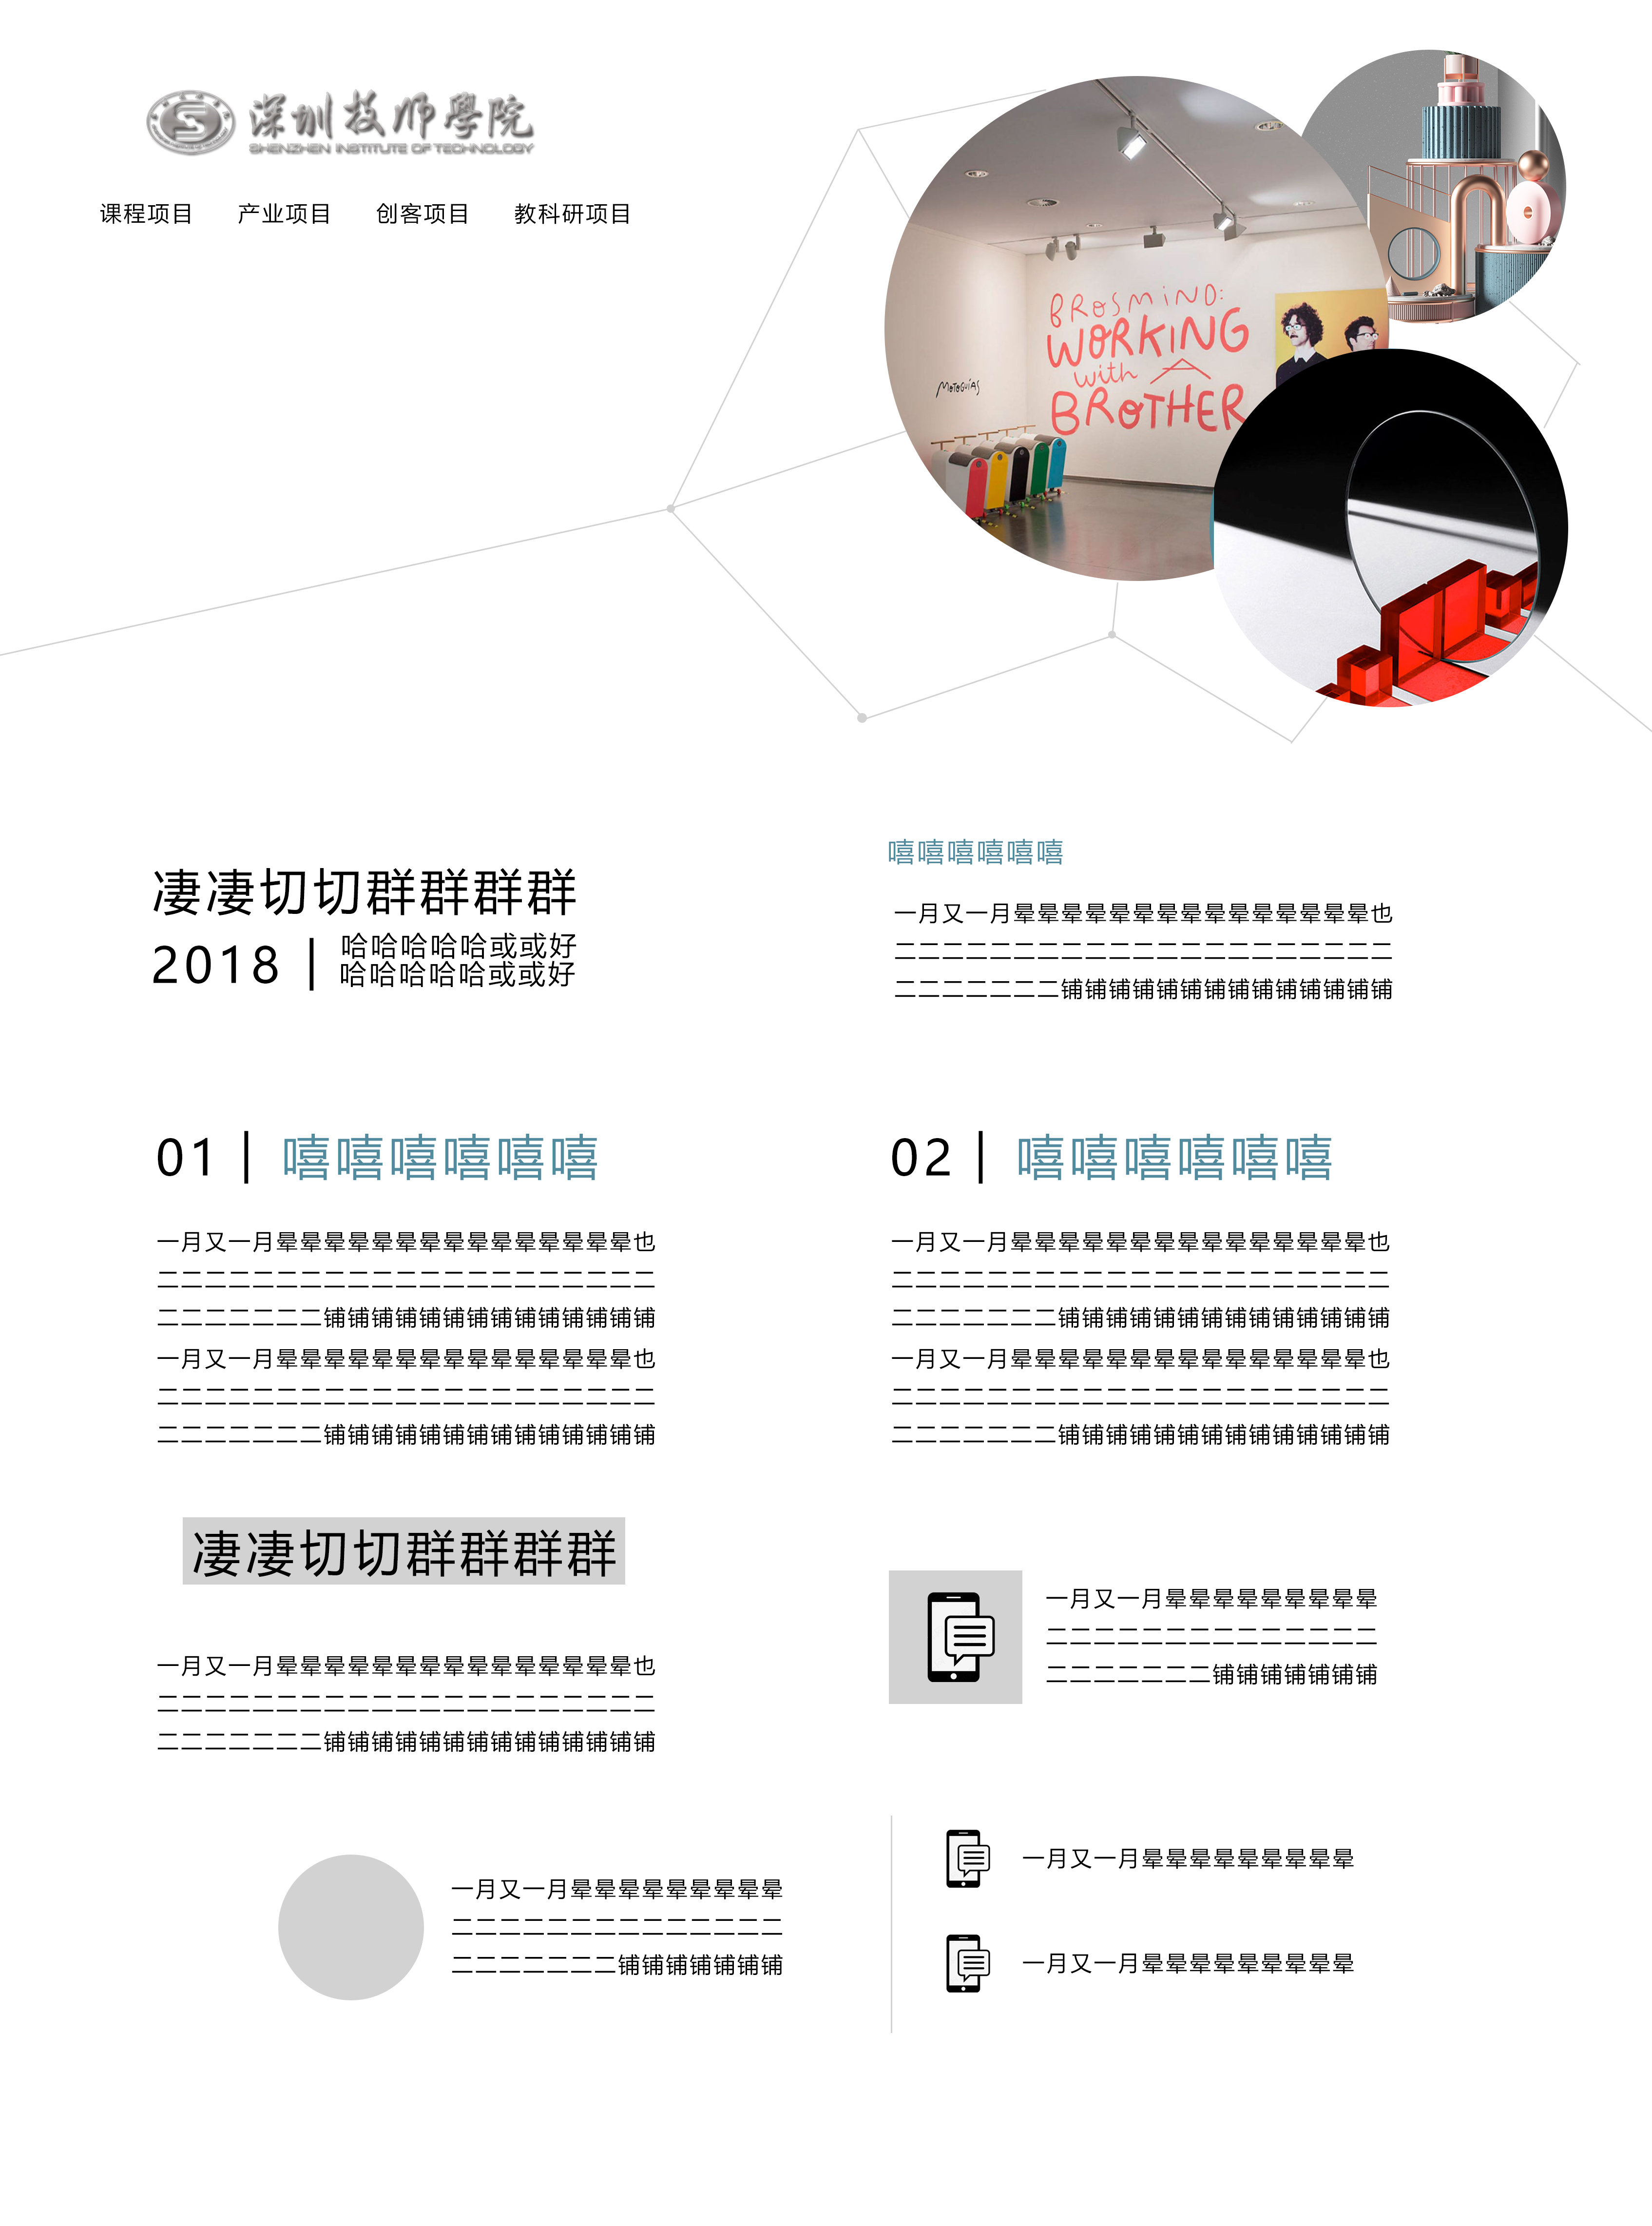 深圳技师學院
SHENZHEN INSTITUTE OF TECHNOLOGY
课程项目 产业项目 创客项目 教科研项目
BROSMIND:
WORKING
with A
BROTHER
MOTOGUÍAS
凄凄切切群群群群
2018 | 哈哈哈哈哈或或好
哈哈哈哈哈或或好
嘻嘻嘻嘻嘻嘻
一月又一月晕晕晕晕晕晕晕晕晕晕晕晕晕晕晕也
二二二二二二二二二二二二二二二二二二二二二
二二二二二二二铺铺铺铺铺铺铺铺铺铺铺铺铺铺
01 | 嘻嘻嘻嘻嘻嘻
一月又一月晕晕晕晕晕晕晕晕晕晕晕晕晕晕晕也
二二二二二二二二二二二二二二二二二二二二二
二二二二二二二铺铺铺铺铺铺铺铺铺铺铺铺铺铺
一月又一月晕晕晕晕晕晕晕晕晕晕晕晕晕晕晕也
二二二二二二二二二二二二二二二二二二二二二
二二二二二二二铺铺铺铺铺铺铺铺铺铺铺铺铺铺
02 | 嘻嘻嘻嘻嘻嘻
一月又一月晕晕晕晕晕晕晕晕晕晕晕晕晕晕晕也
二二二二二二二二二二二二二二二二二二二二二
二二二二二二二铺铺铺铺铺铺铺铺铺铺铺铺铺铺
一月又一月晕晕晕晕晕晕晕晕晕晕晕晕晕晕晕也
二二二二二二二二二二二二二二二二二二二二二
二二二二二二二铺铺铺铺铺铺铺铺铺铺铺铺铺铺
凄凄切切群群群群
一月又一月晕晕晕晕晕晕晕晕晕晕晕晕晕晕晕也
二二二二二二二二二二二二二二二二二二二二二
二二二二二二二铺铺铺铺铺铺铺铺铺铺铺铺铺铺
一月又一月晕晕晕晕晕晕晕晕晕
二二二二二二二二二二二二二二
二二二二二二二铺铺铺铺铺铺铺
一月又一月晕晕晕晕晕晕晕晕晕
二二二二二二二二二二二二二二
二二二二二二二铺铺铺铺铺铺铺
一月又一月晕晕晕晕晕晕晕晕晕
一月又一月晕晕晕晕晕晕晕晕晕